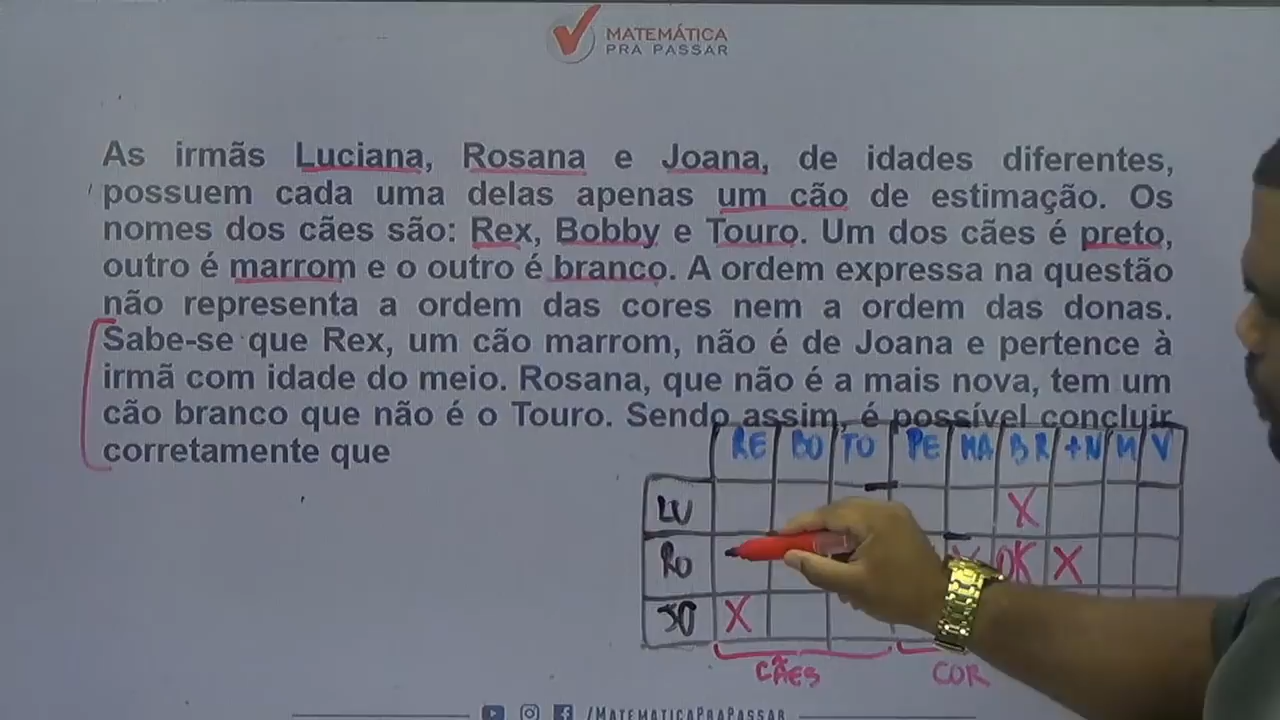 MATEMÁTICA
PRA PASSAR
As irmãs Luciana, Rosana e Joana, de idades diferentes,
possuem cada uma delas apenas um cão de estimação. Os
nomes dos cães são: Rex, Bobby e Touro. Um dos cães é preto,
outro é marrom e o outro é branco. A ordem expressa na questão
não representa a ordem das cores nem a ordem das donas.
Sabe-se que Rex, um cão marrom, não é de Joana e pertence à
irmã com idade do meio. Rosana, que não é a mais nova, tem um
cão branco que não é o Touro. Sendo assim, é possível concluir
corretamente que
RE BO TO PE MA BR +N M V
LU X
RO X OK X
JO X
CÃES COR
/MATEMATICAPRAPASSAR